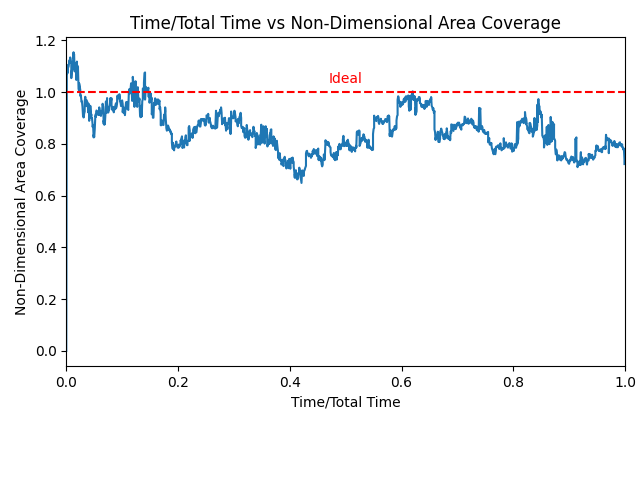 Time/Total Time vs Non-Dimensional Area Coverage
1.2
1.0
0.8
0.6
0.4
0.2
0.0
Non-Dimensional Area Coverage
Ideal
0.0 0.2 0.4 0.6 0.8 1.0
Time/Total Time